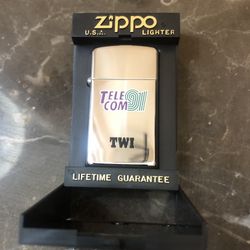 Zippo
U.S.A. LIGHTER
TELE
COM 91
TWI
LIFETIME GUARANTEE